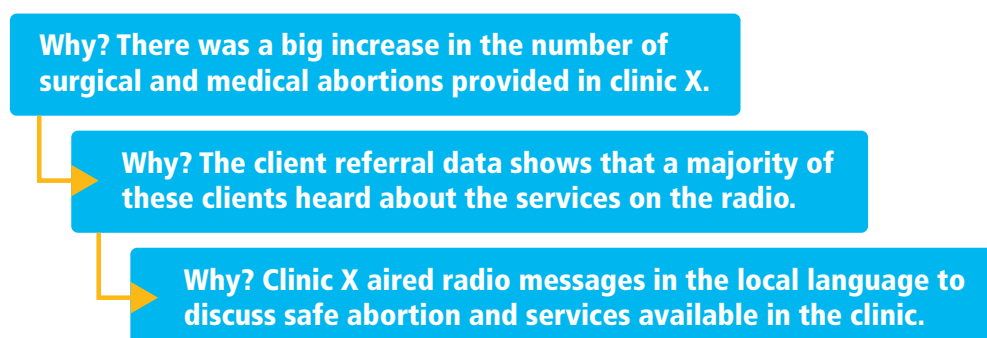 Why? There was a big increase in the number of
surgical and medical abortions provided in clinic X.
Why? The client referral data shows that a majority of
these clients heard about the services on the radio.
Why? Clinic X aired radio messages in the local language to
discuss safe abortion and services available in the clinic.